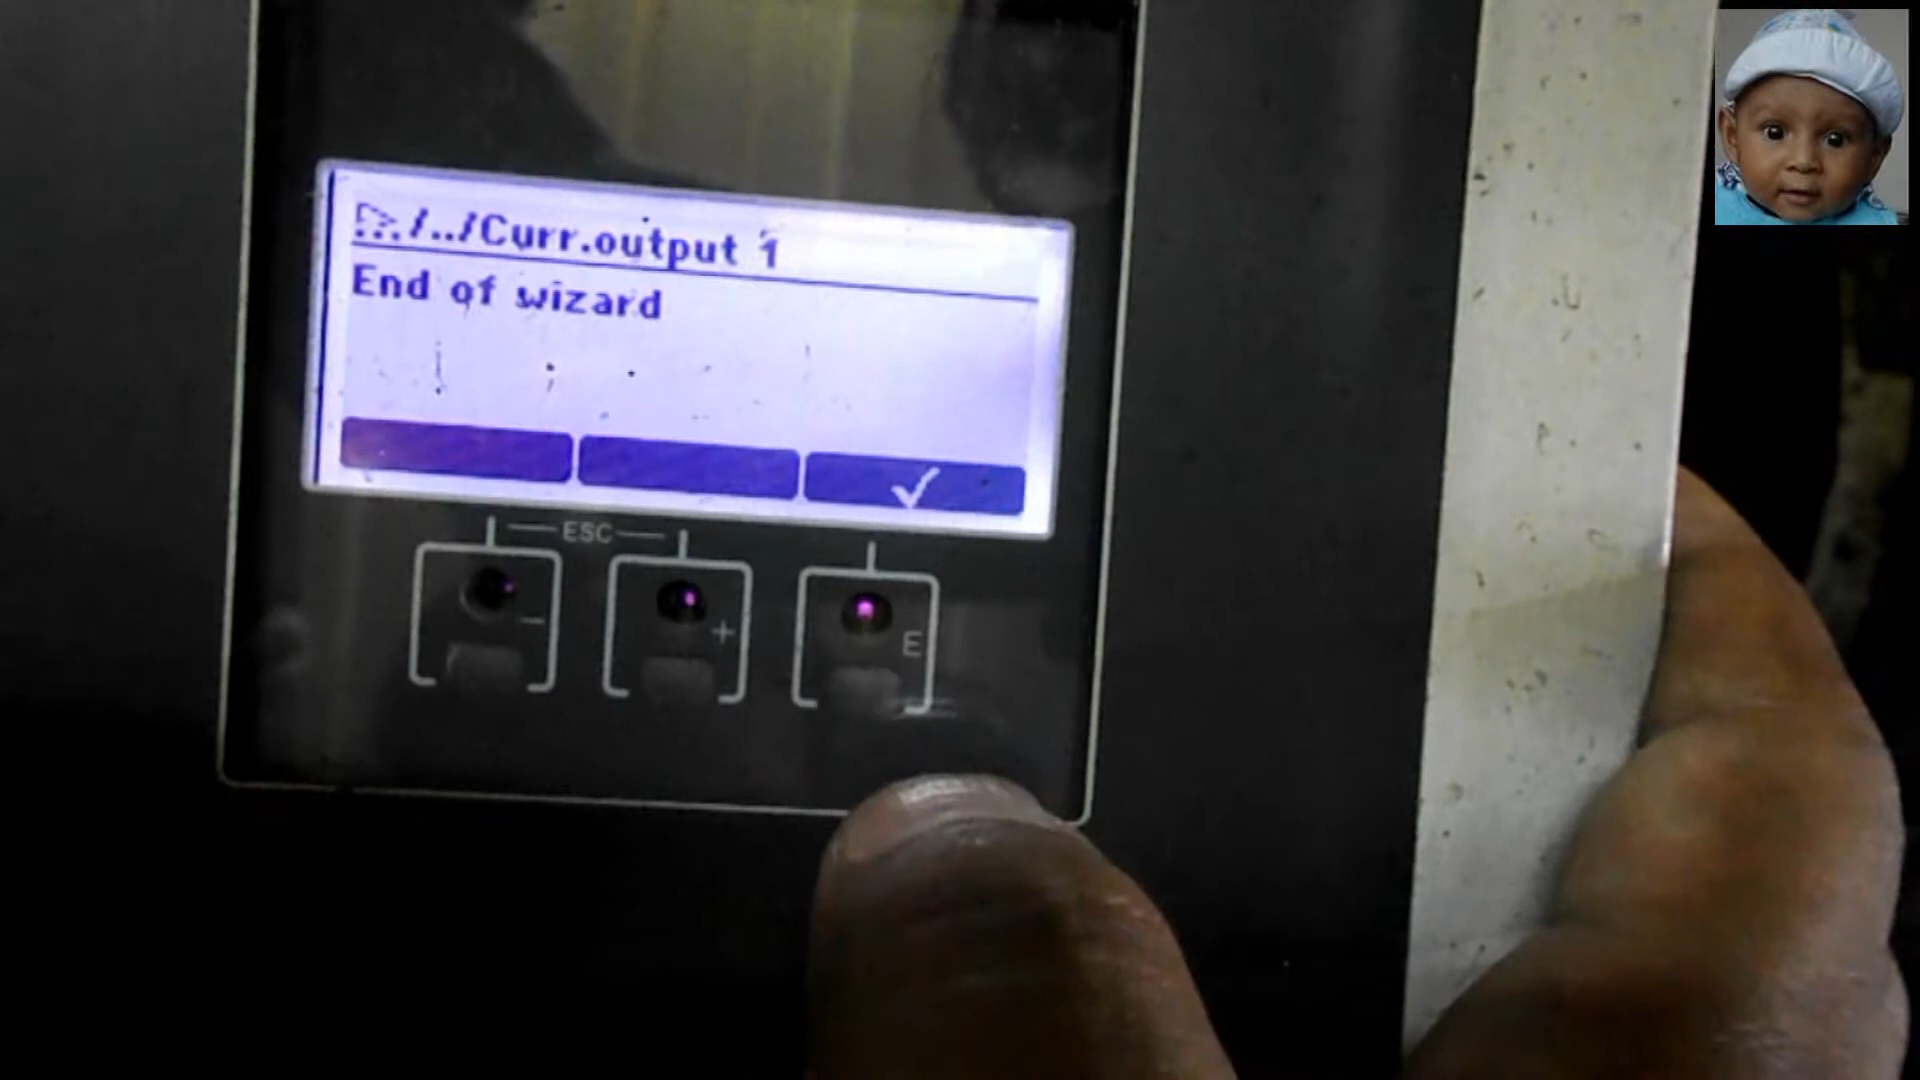 ../../Curr.output 1
End of wizard
ESC
-
+
E